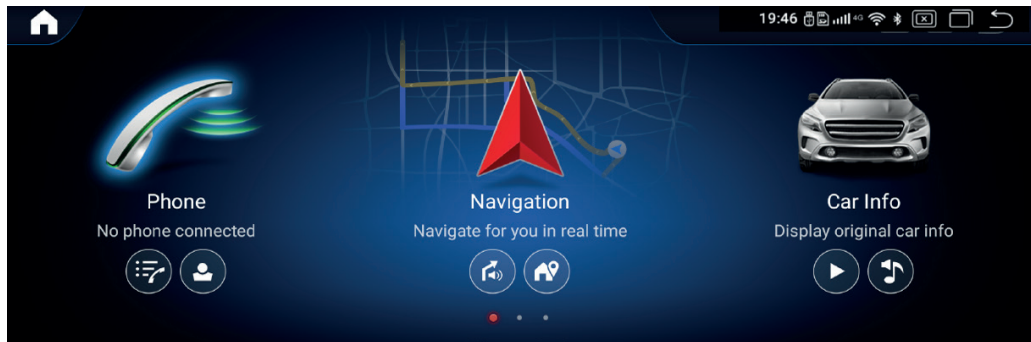 19:46 4G
Phone
No phone connected
Navigation
Navigate for you in real time
Car Info
Display original car info